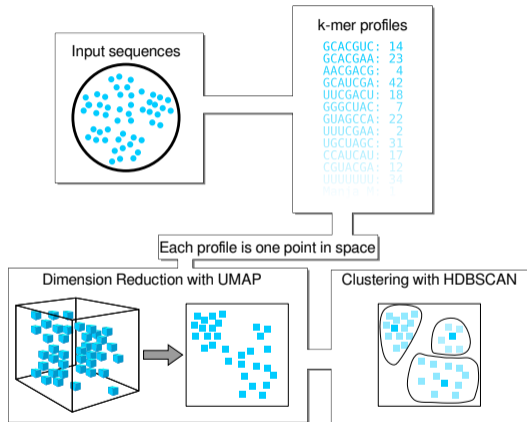 Input sequences
k-mer profiles
GCACGUC: 14
GCACGAA: 23
AACGACG: 4
GCAUCGA: 42
UUCGACU: 18
GGGCUAC: 7
GUAGCCA: 22
UUUCGAA: 2
UGCUAGC: 31
CCAUCAU: 17
CGUACGA: 12
UUUUUUU: 34
Each profile is one point in space
Dimension Reduction with UMAP
Clustering with HDBSCAN